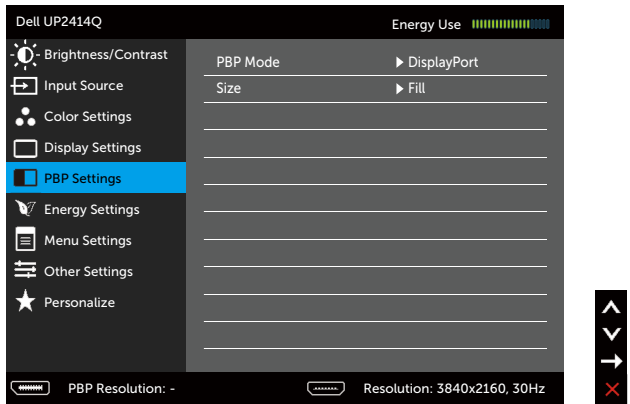 Dell UP2414Q Energy Use
Brightness/Contrast
PBP Mode DisplayPort
Input Source
Size Fill
Color Settings
Display Settings
PBP Settings
Energy Settings
Menu Settings
Other Settings
Personalize
PBP Resolution: - Resolution: 3840x2160, 30Hz